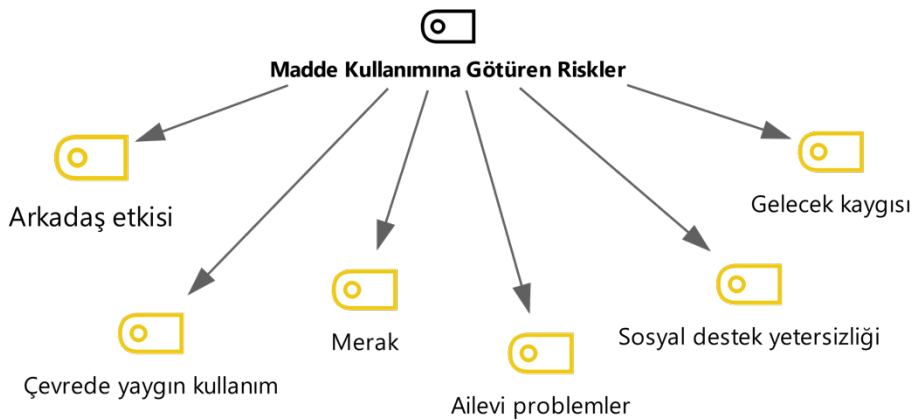 Madde Kullanımına Götüren Riskler
Arkadaş etkisi
Gelecek kaygısı
Merak
Sosyal destek yetersizliği
Çevrede yaygın kullanım
Ailevi problemler